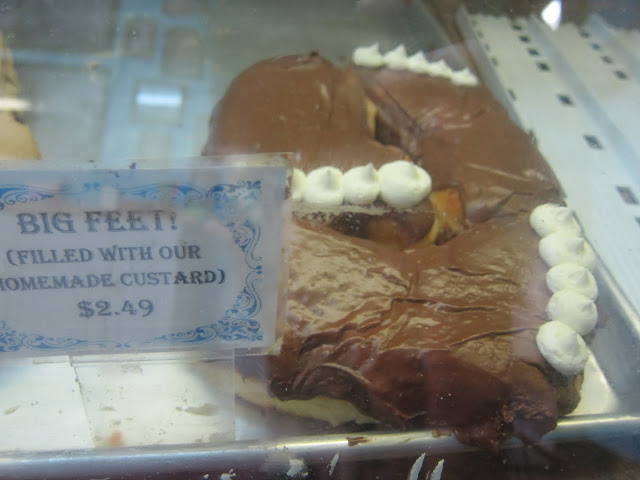 BIG FEET!
(FILLED WITH OUR
HOMEMADE CUSTARD)
$2.49